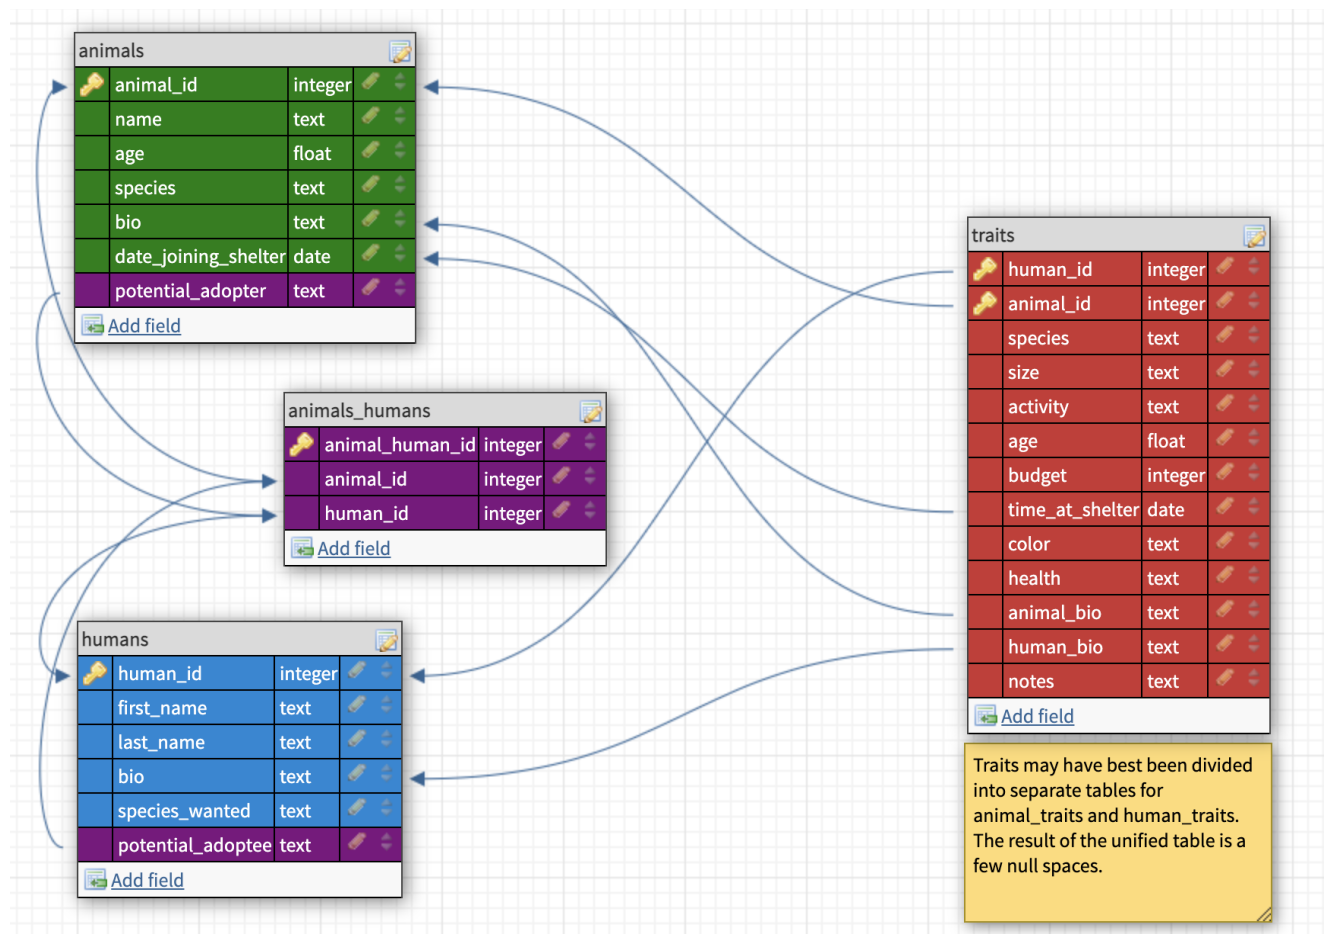 animals
animal_id integer
name text
age float
species text
bio text
date_joining_shelter date
potential_adopter text
Add field
traits
human_id integer
animal_id integer
species text
size text
activity text
age float
budget integer
time_at_shelter date
color text
health text
animal_bio text
human_bio text
notes text
Add field
animals_humans
animal_human_id integer
animal_id integer
human_id integer
Add field
humans
human_id integer
first_name text
last_name text
bio text
species_wanted text
potential_adoptee text
Add field
Traits may have best been divided
into separate tables for
animal_traits and human_traits.
The result of the unified table is a
few null spaces.